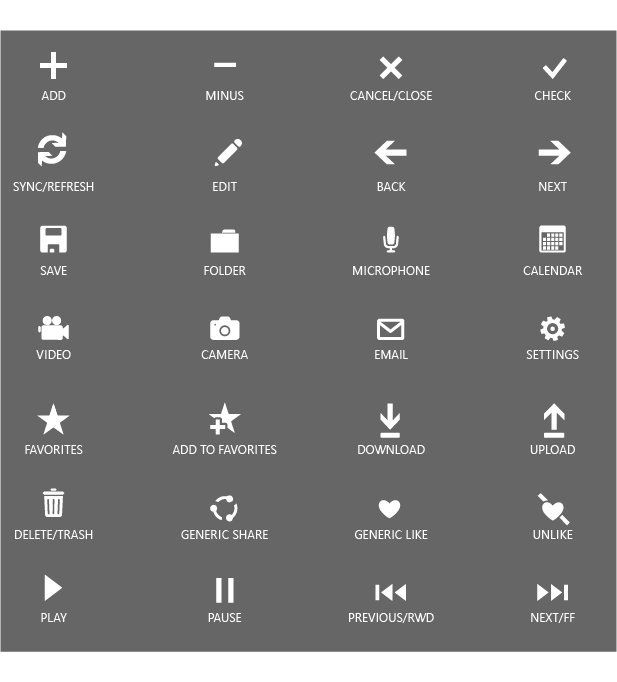 ADD
MINUS
CANCEL/CLOSE
CHECK
SYNC/REFRESH
EDIT
BACK
NEXT
SAVE
FOLDER
MICROPHONE
CALENDAR
VIDEO
CAMERA
EMAIL
SETTINGS
FAVORITES
ADD TO FAVORITES
DOWNLOAD
UPLOAD
DELETE/TRASH
GENERIC SHARE
GENERIC LIKE
UNLIKE
PLAY
PAUSE
PREVIOUS/RWD
NEXT/FF